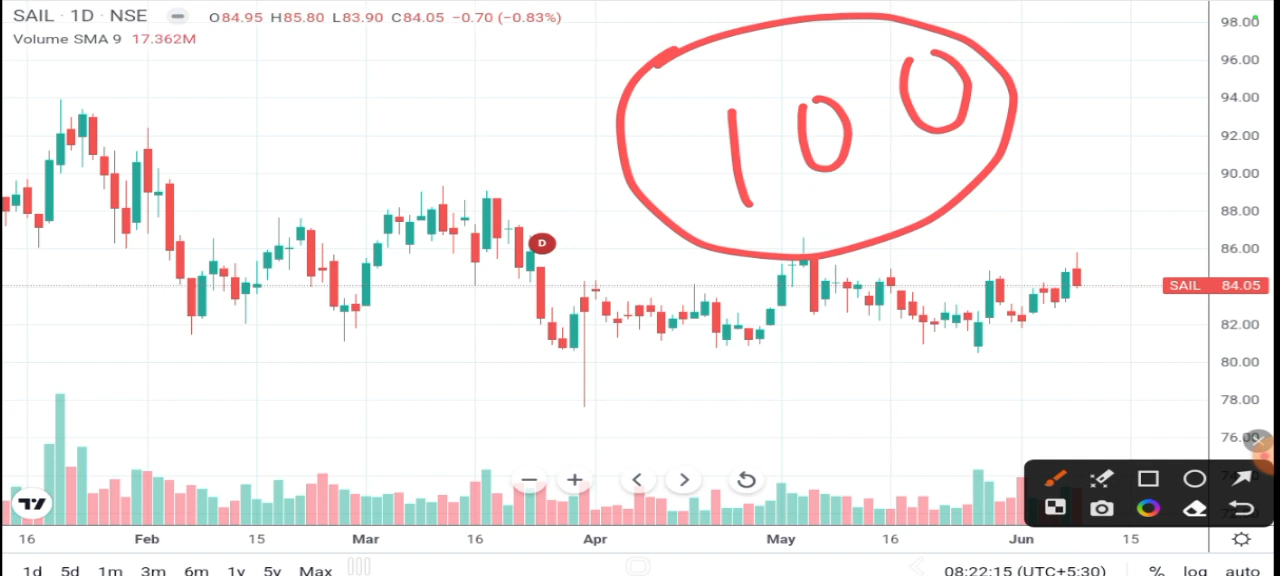 SAIL · 1D · NSE O84.95 H85.80 L83.90 C84.05 −0.70 (−0.83%)
Volume SMA 9 17.362M
100
98.00
96.00
94.00
92.00
90.00
88.00
86.00
D
SAIL 84.05
82.00
80.00
78.00
76.00
16 Feb 15 Mar 16 Apr May 16 Jun 15
1d 5d 1m 3m 6m 1y 5y Max 08:22:15 (UTC+5:30) % log auto